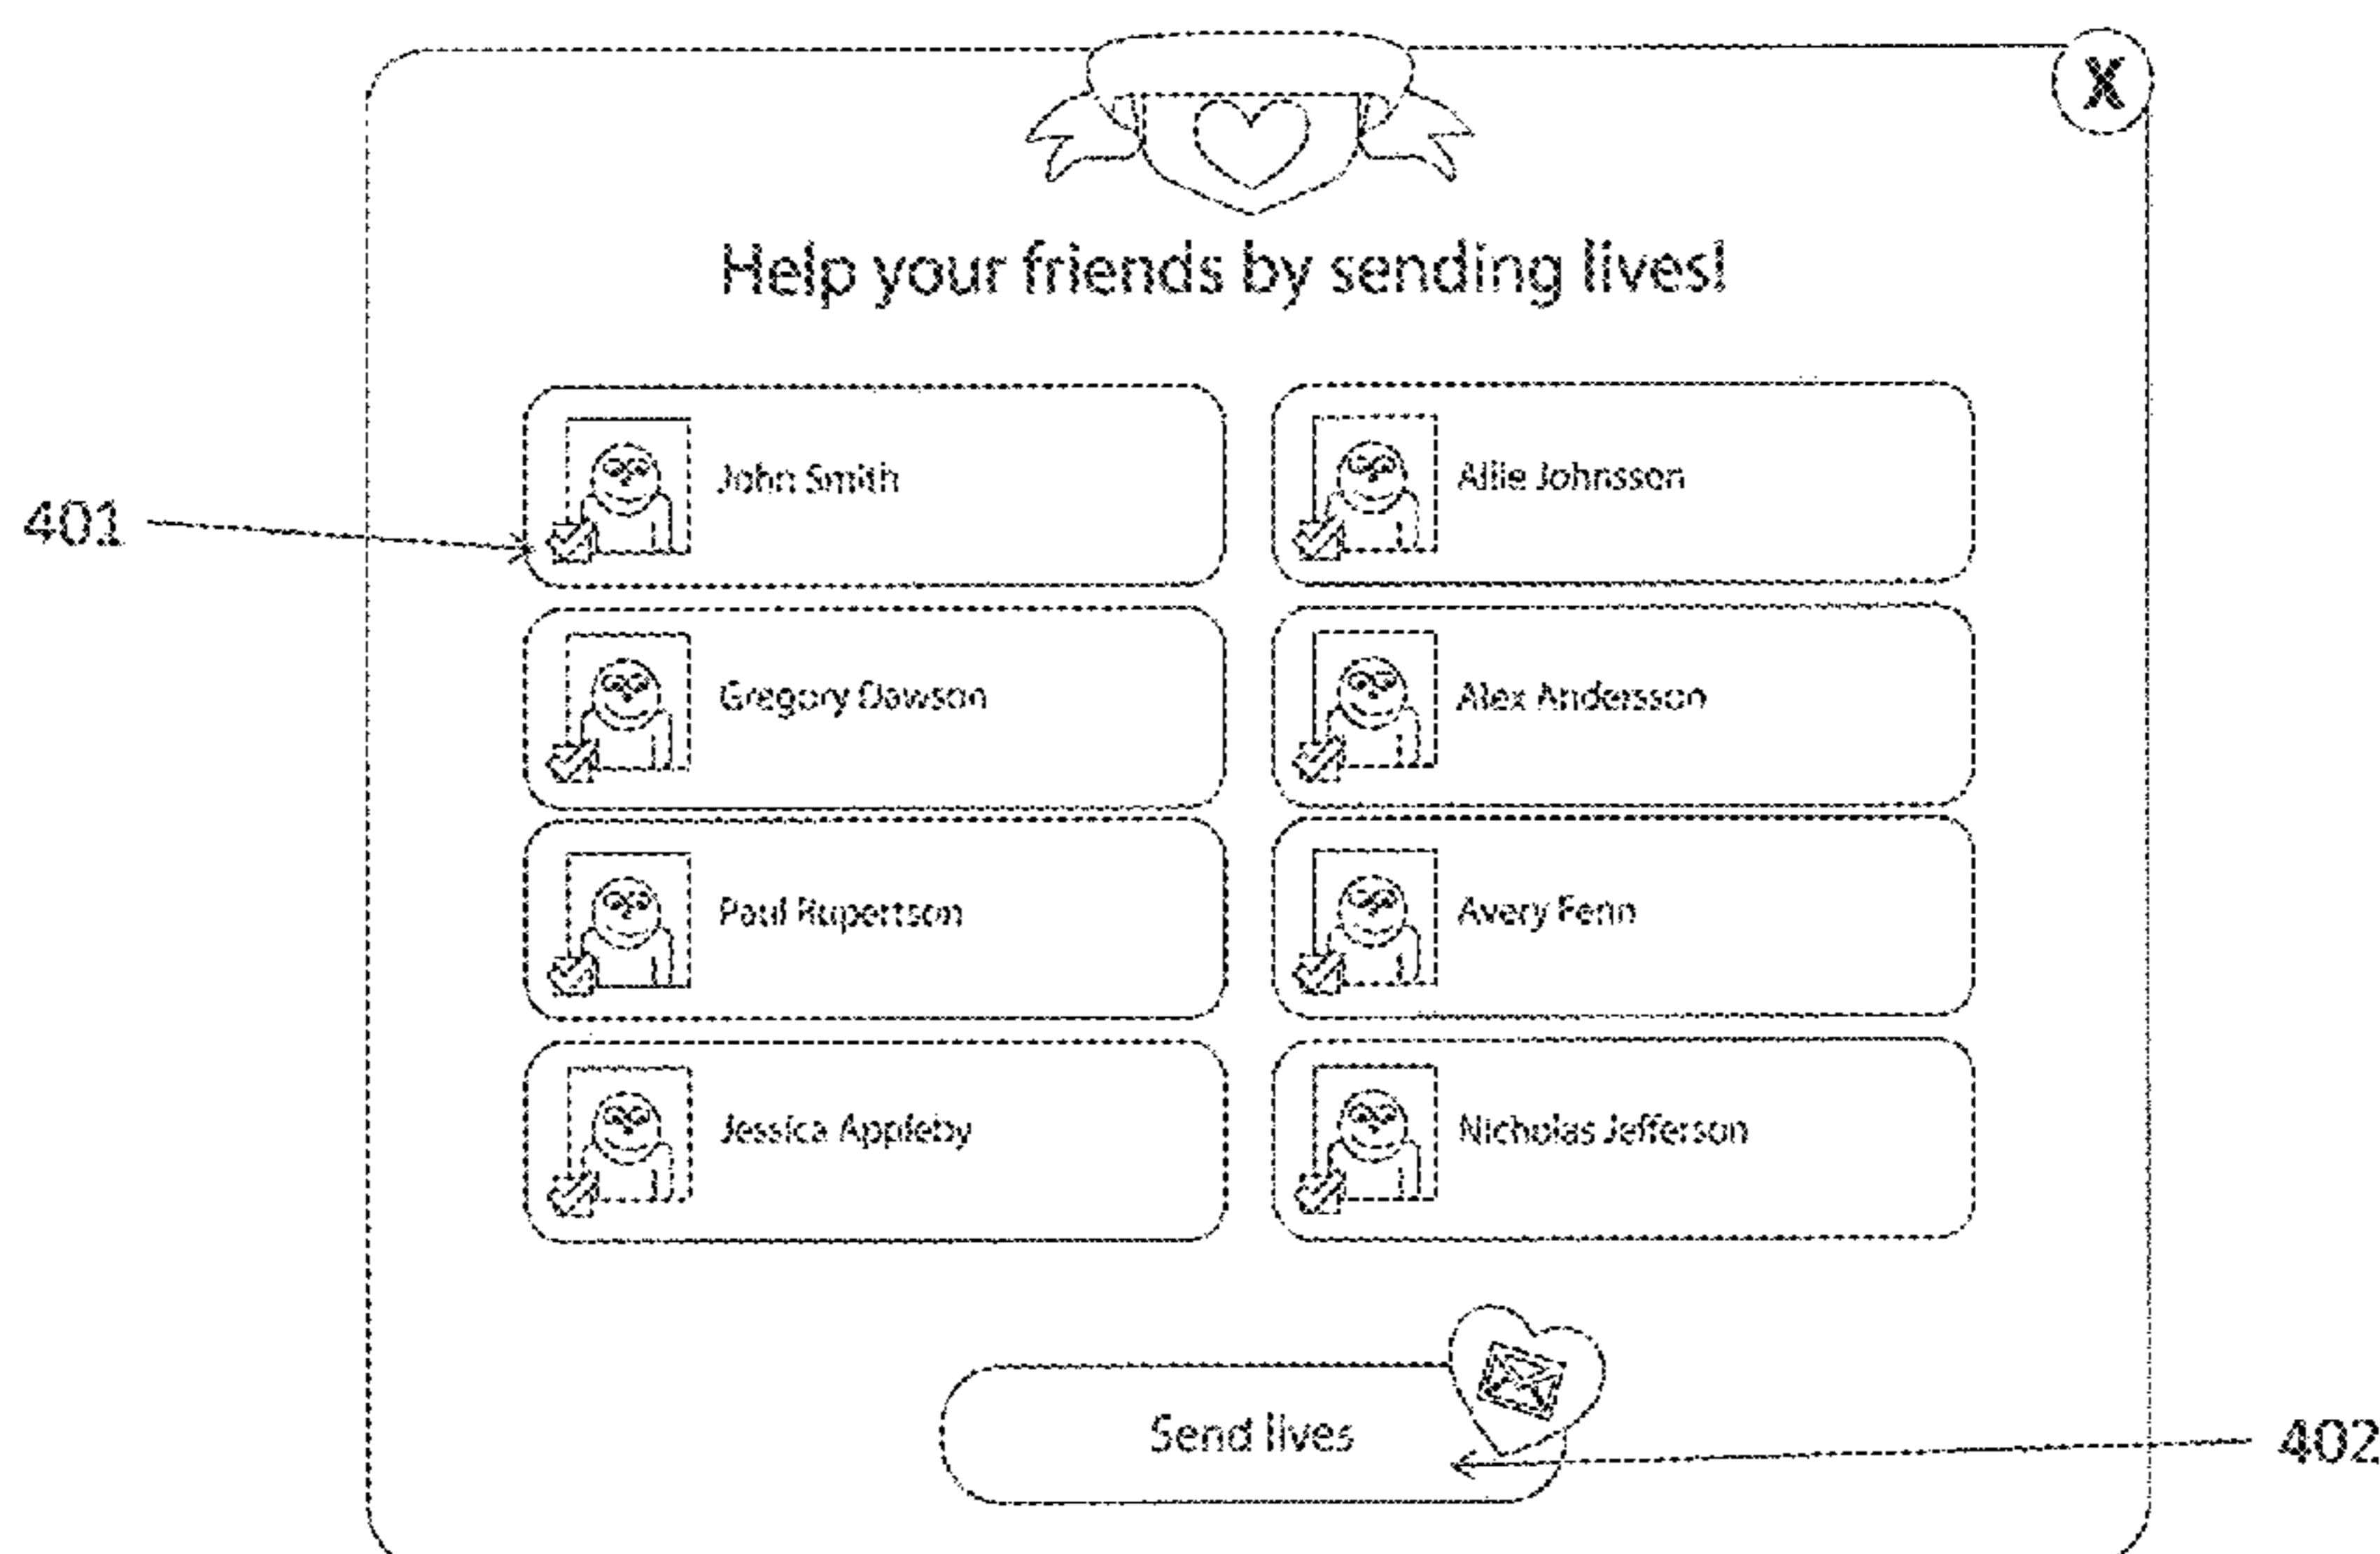 X
Help your friends by sending lives!
John Smith
Allie Johnsson
401
Gregory Dawson
Alex Andersson
Paul Rupertson
Avery Fenn
Jessica Appleby
Nicholas Jefferson
Send lives
402